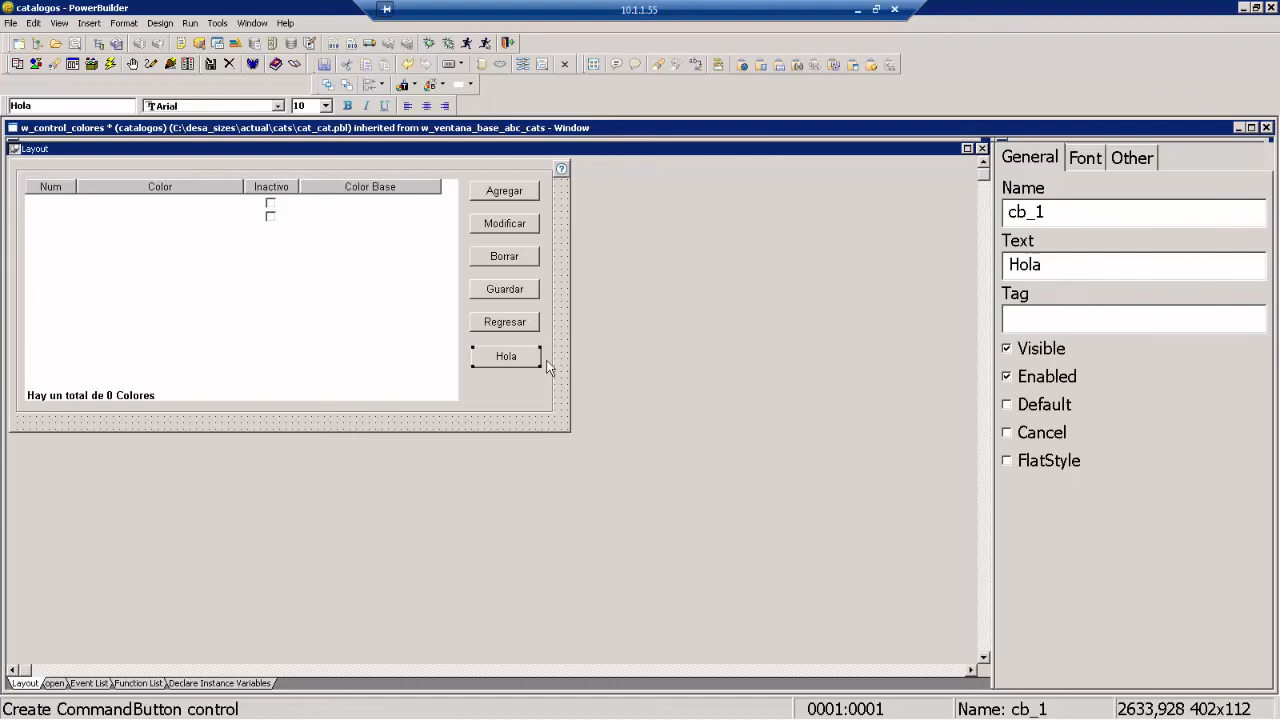 catalogos - PowerBuilder
10.1.1.55
File Edit View Insert Format Design Run Tools Window Help
Hola Arial 10 B I U
w_control_colores * (catalogos) (C:\desa_sizes\actual\cats\cat_cat.pbl) inherited from w_ventana_base_abc_cats - Window
Layout
General Font Other
Num Color Inactivo Color Base
Agregar
Modificar
Borrar
Guardar
Regresar
Hola
Hay un total de 0 Colores
Name
cb_1
Text
Hola
Tag
Visible
Enabled
Default
Cancel
FlatStyle
Layout open Event List Function List Declare Instance Variables
Create CommandButton control 0001:0001 Name: cb_1 2633,928 402x112